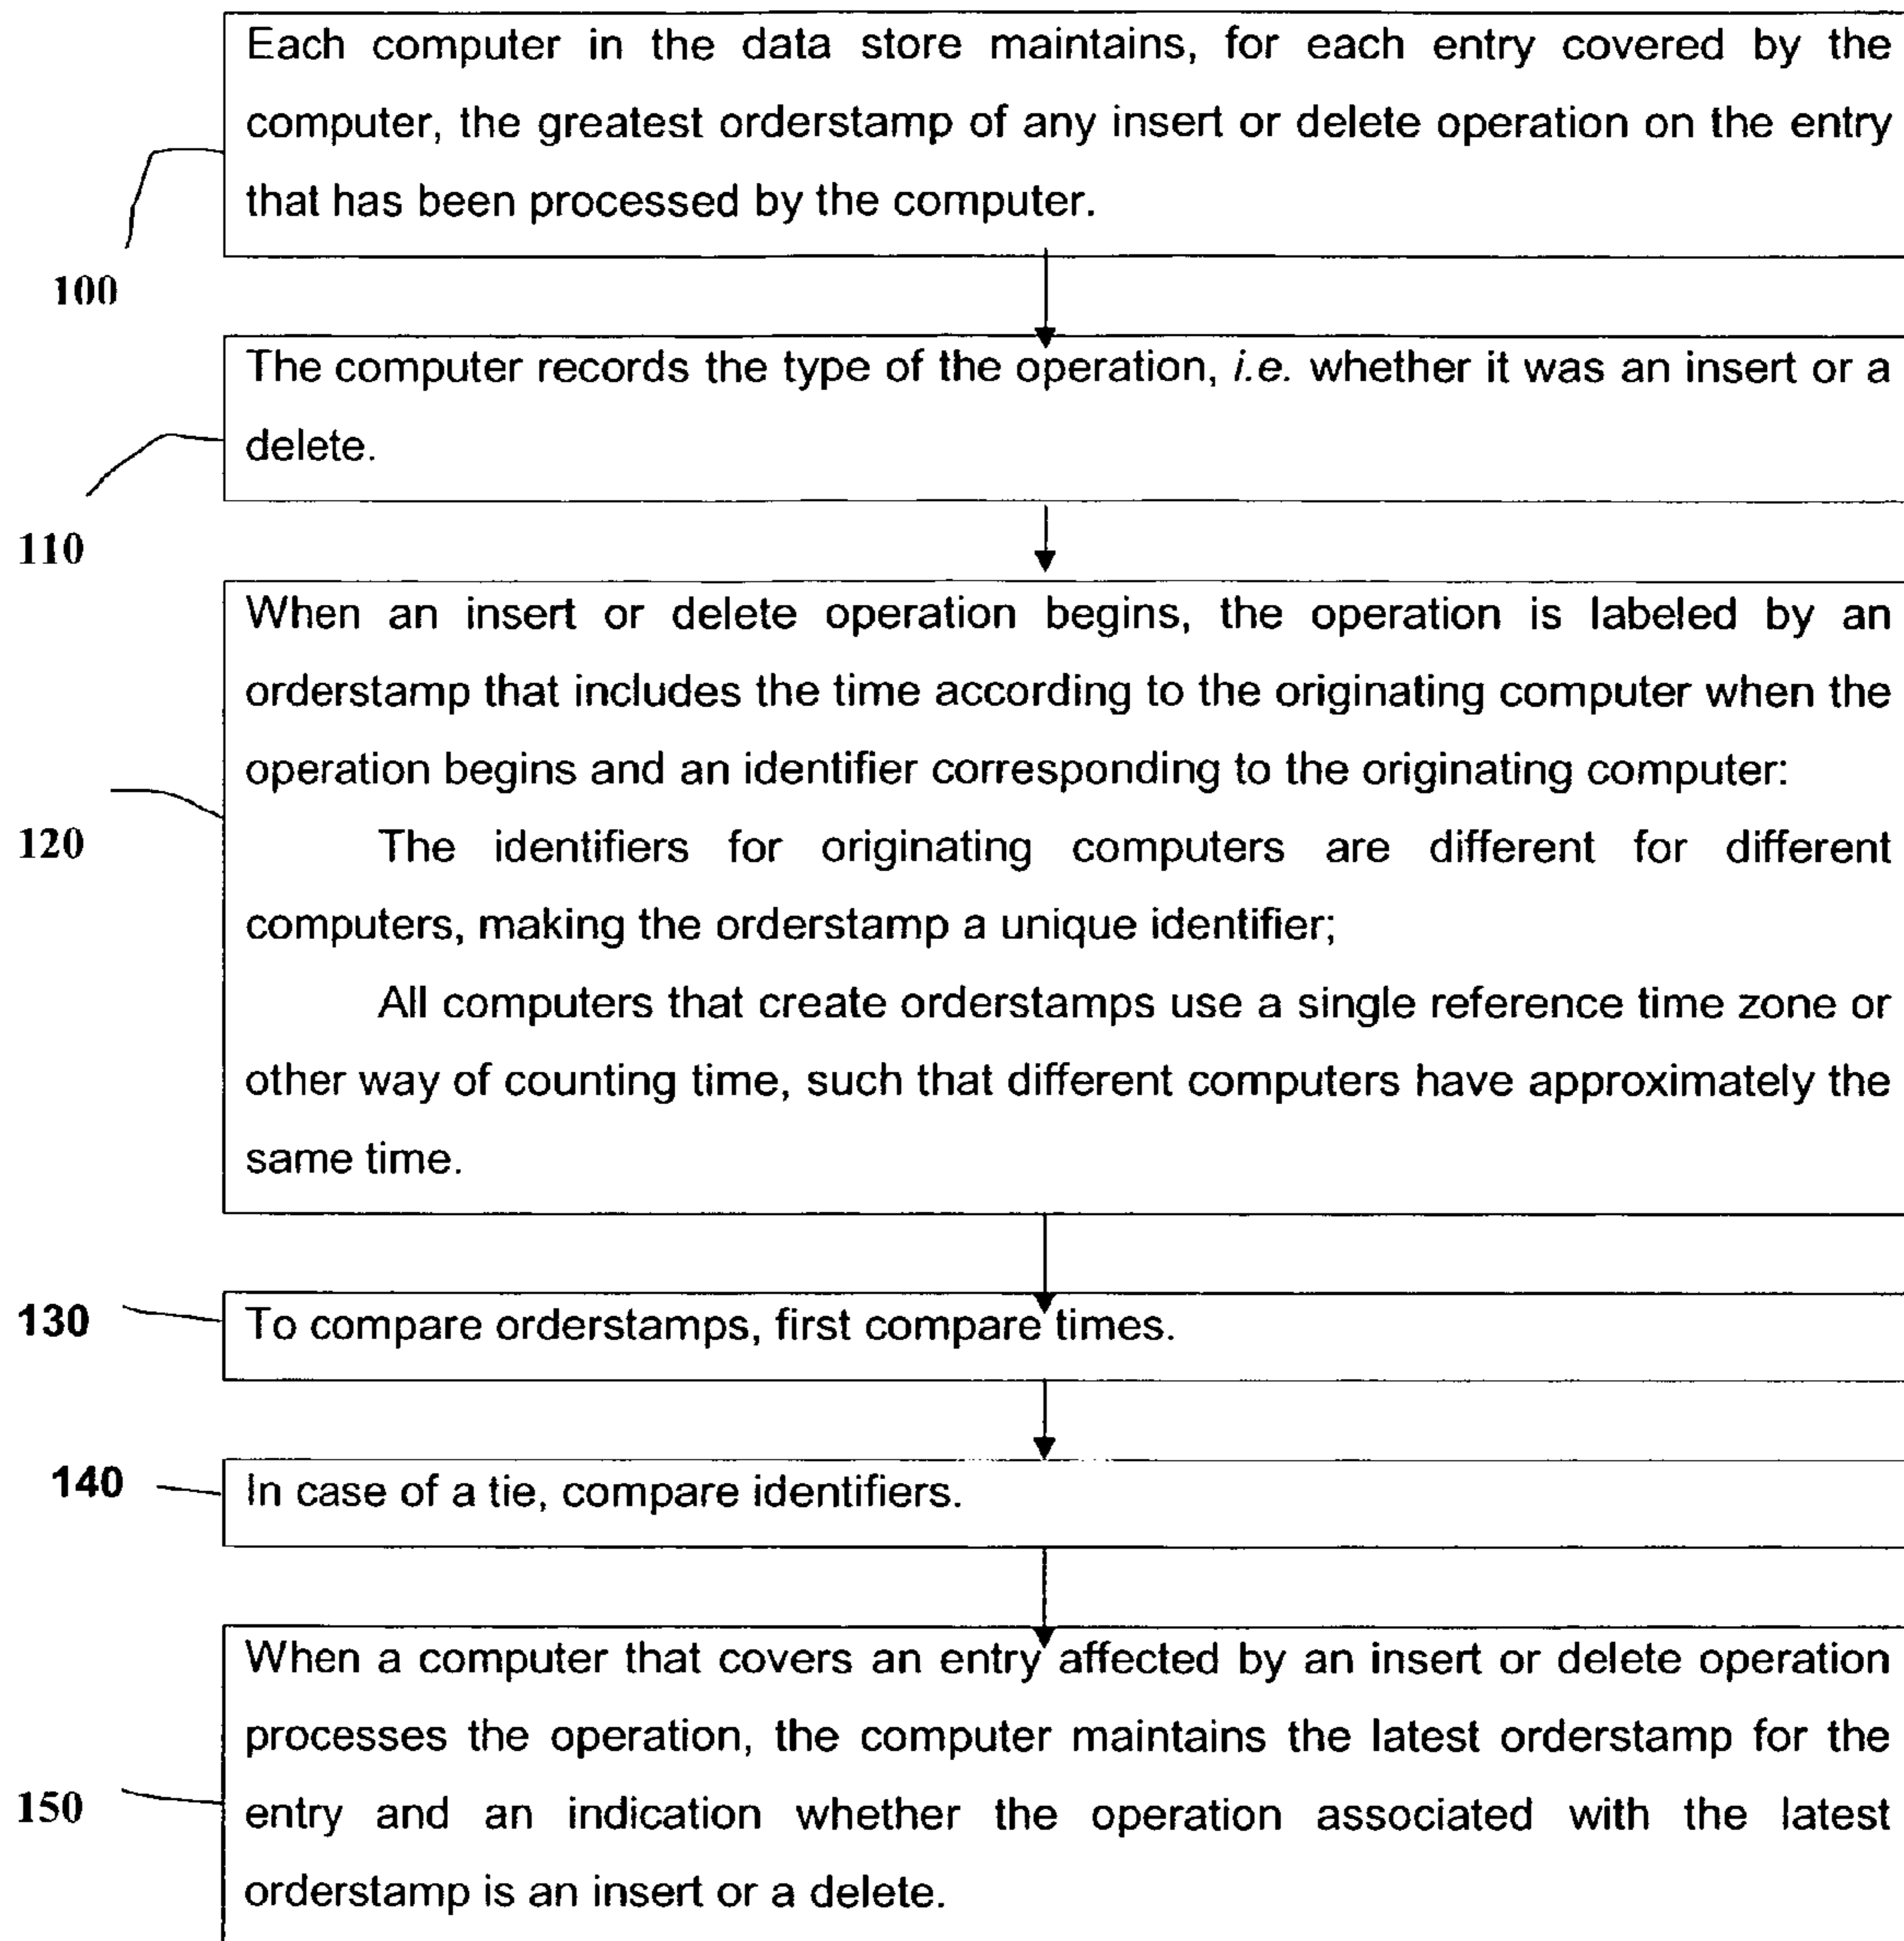 Each computer in the data store maintains, for each entry covered by the
computer, the greatest orderstamp of any insert or delete operation on the entry
that has been processed by the computer.
100
The computer records the type of the operation, i.e. whether it was an insert or a
delete.
110
When an insert or delete operation begins, the operation is labeled by an
orderstamp that includes the time according to the originating computer when the
operation begins and an identifier corresponding to the originating computer:
120
The identifiers for originating computers are different for different
computers, making the orderstamp a unique identifier;
All computers that create orderstamps use a single reference time zone or
other way of counting time, such that different computers have approximately the
same time.
130
To compare orderstamps, first compare times.
140
In case of a tie, compare identifiers.
When a computer that covers an entry affected by an insert or delete operation
processes the operation, the computer maintains the latest orderstamp for the
150
entry and an indication whether the operation associated with the latest
orderstamp is an insert or a delete.